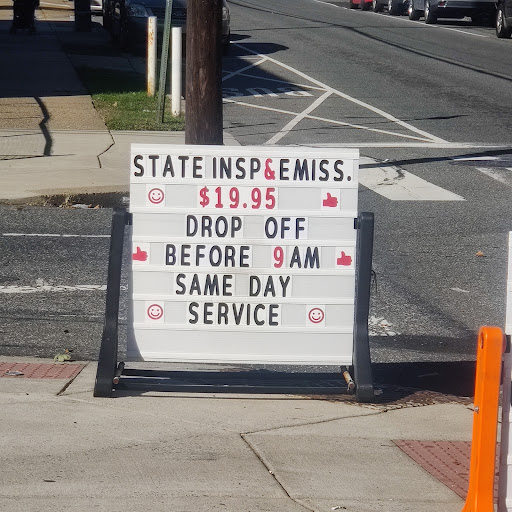 STATE INSP&EMISS.
$19.95
DROP OFF
BEFORE 9AM
SAME DAY
SERVICE